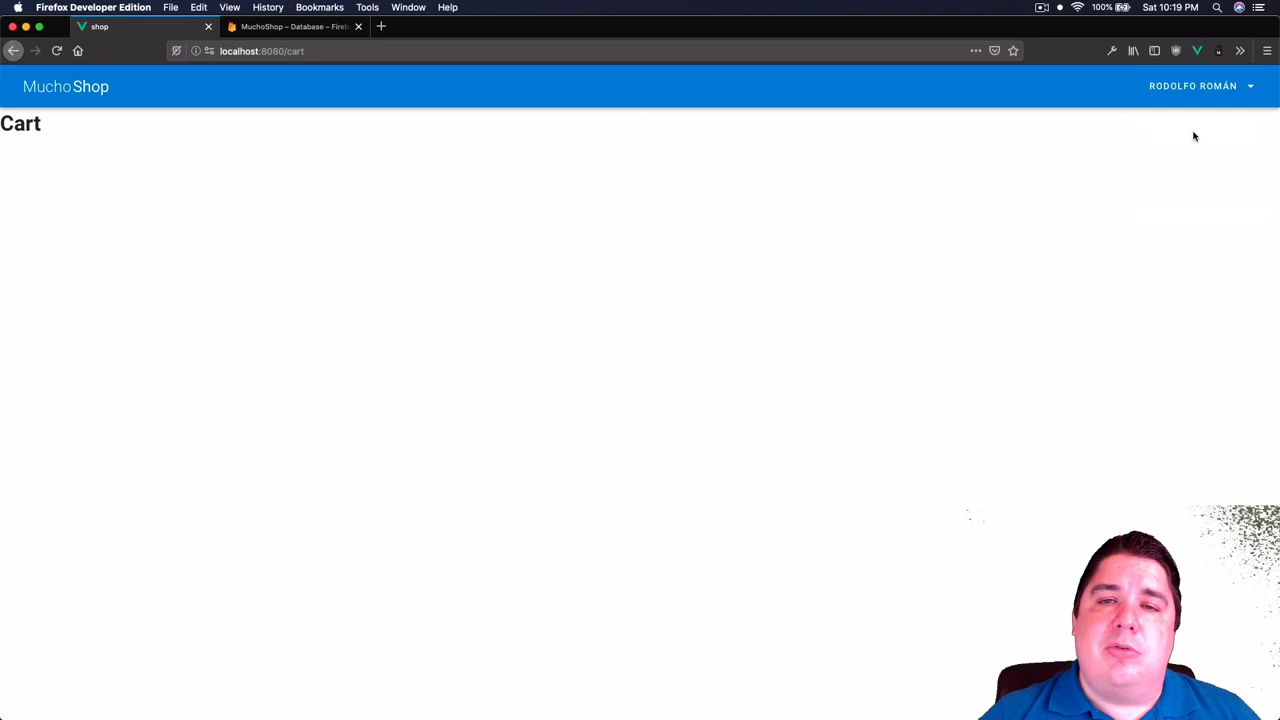 Firefox Developer Edition File Edit View History Bookmarks Tools Window Help 100% Sat 10:19 PM
shop MuchoShop – Database – Fireb
localhost:8080/cart
MuchoShop RODOLFO ROMÁN
Cart